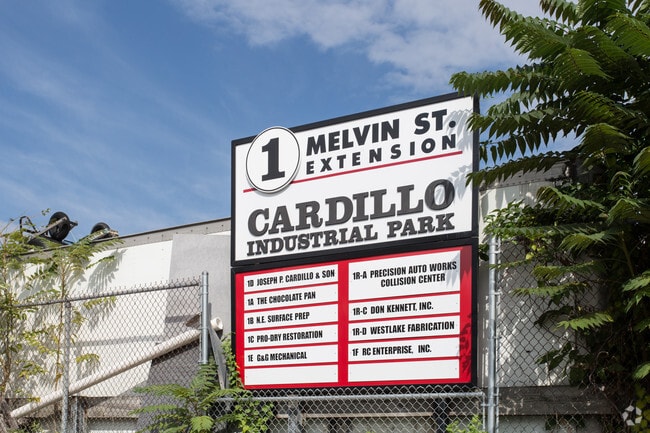 1
MELVIN ST.
EXTENSION
CARDILLO
INDUSTRIAL PARK
1D JOSEPH P. CARDILLO & SON
1A THE CHOCOLATE PAN
1B N.E. SURFACE PREP
1C PRO-DRY RESTORATION
1E G&G MECHANICAL
1R-A PRECISION AUTO WORKS
COLLISION CENTER
1R-C DON KENNETT, INC.
1R-D WESTLAKE FABRICATION
1F RC ENTERPRISE, INC.